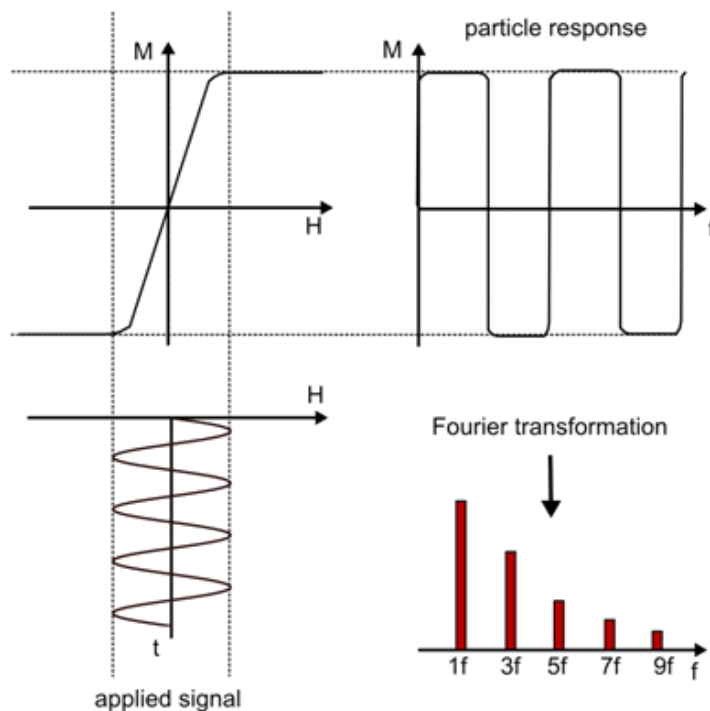 particle response
M
M
H
t
H
Fourier transformation
t
1f 3f 5f 7f 9f f
applied signal